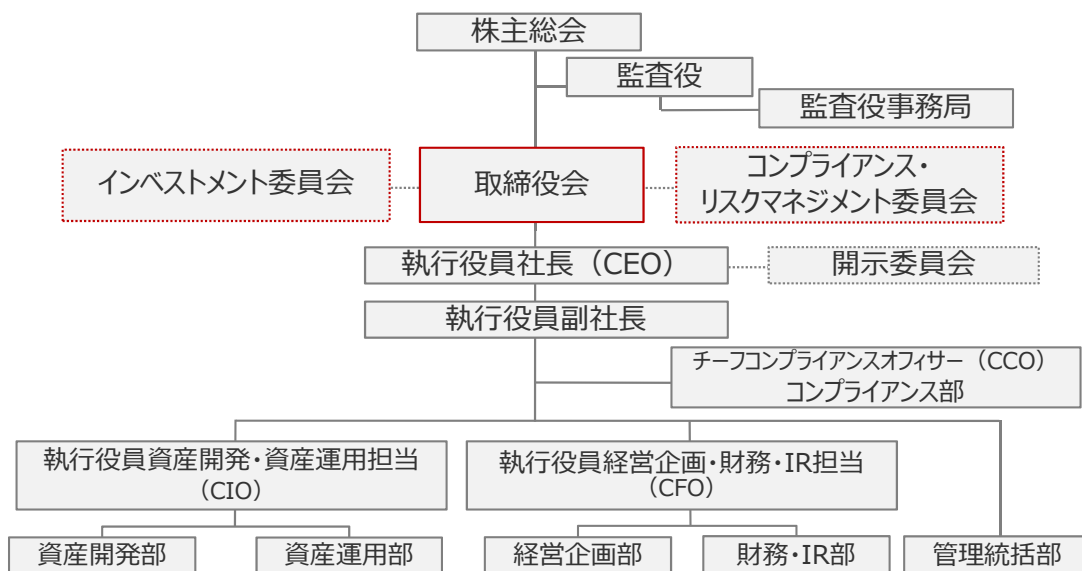 株主総会
監査役
監査役事務局
インベストメント委員会
取締役会
コンプライアンス・
リスクマネジメント委員会
執行役員社長（CEO）
開示委員会
執行役員副社長
チーフコンプライアンスオフィサー（CCO）
コンプライアンス部
執行役員資産開発・資産運用担当
（CIO）
執行役員経営企画・財務・IR担当
（CFO）
資産開発部
資産運用部
経営企画部
財務・IR部
管理統括部